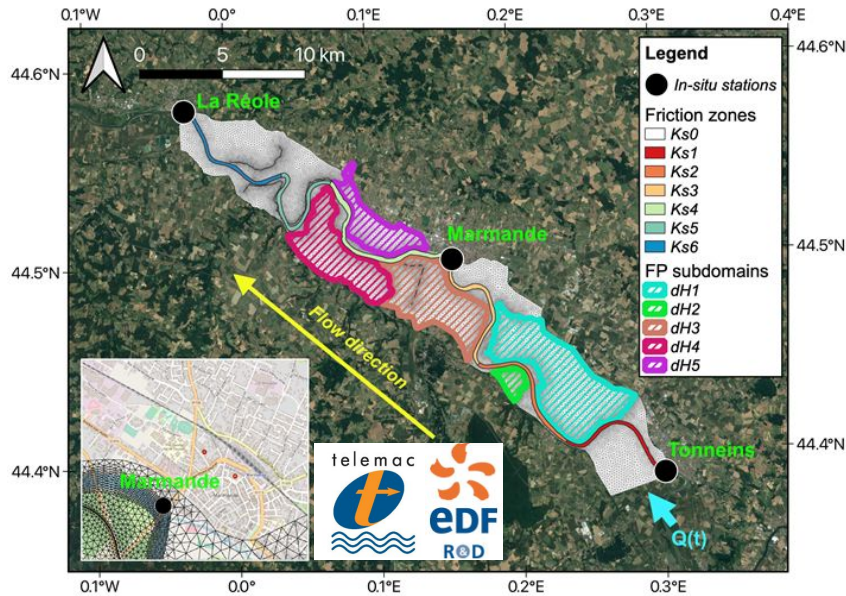 0.1°W
0.0°
0.1°E
0.2°E
0.3°E
0.4°E
44.6°N
44.5°N
44.4°N
44.6°N
44.5°N
44.4°N
0
5
10 km
La Réole
Marmande
Tonneins
Flow direction
Q(t)
Legend
In-situ stations
Friction zones
Ks0
Ks1
Ks2
Ks3
Ks4
Ks5
Ks6
FP subdomains
dH1
dH2
dH3
dH4
dH5
Marmande
telemac
t
eDF
R&D
0.1°W
0.0°
0.1°E
0.2°E
0.3°E